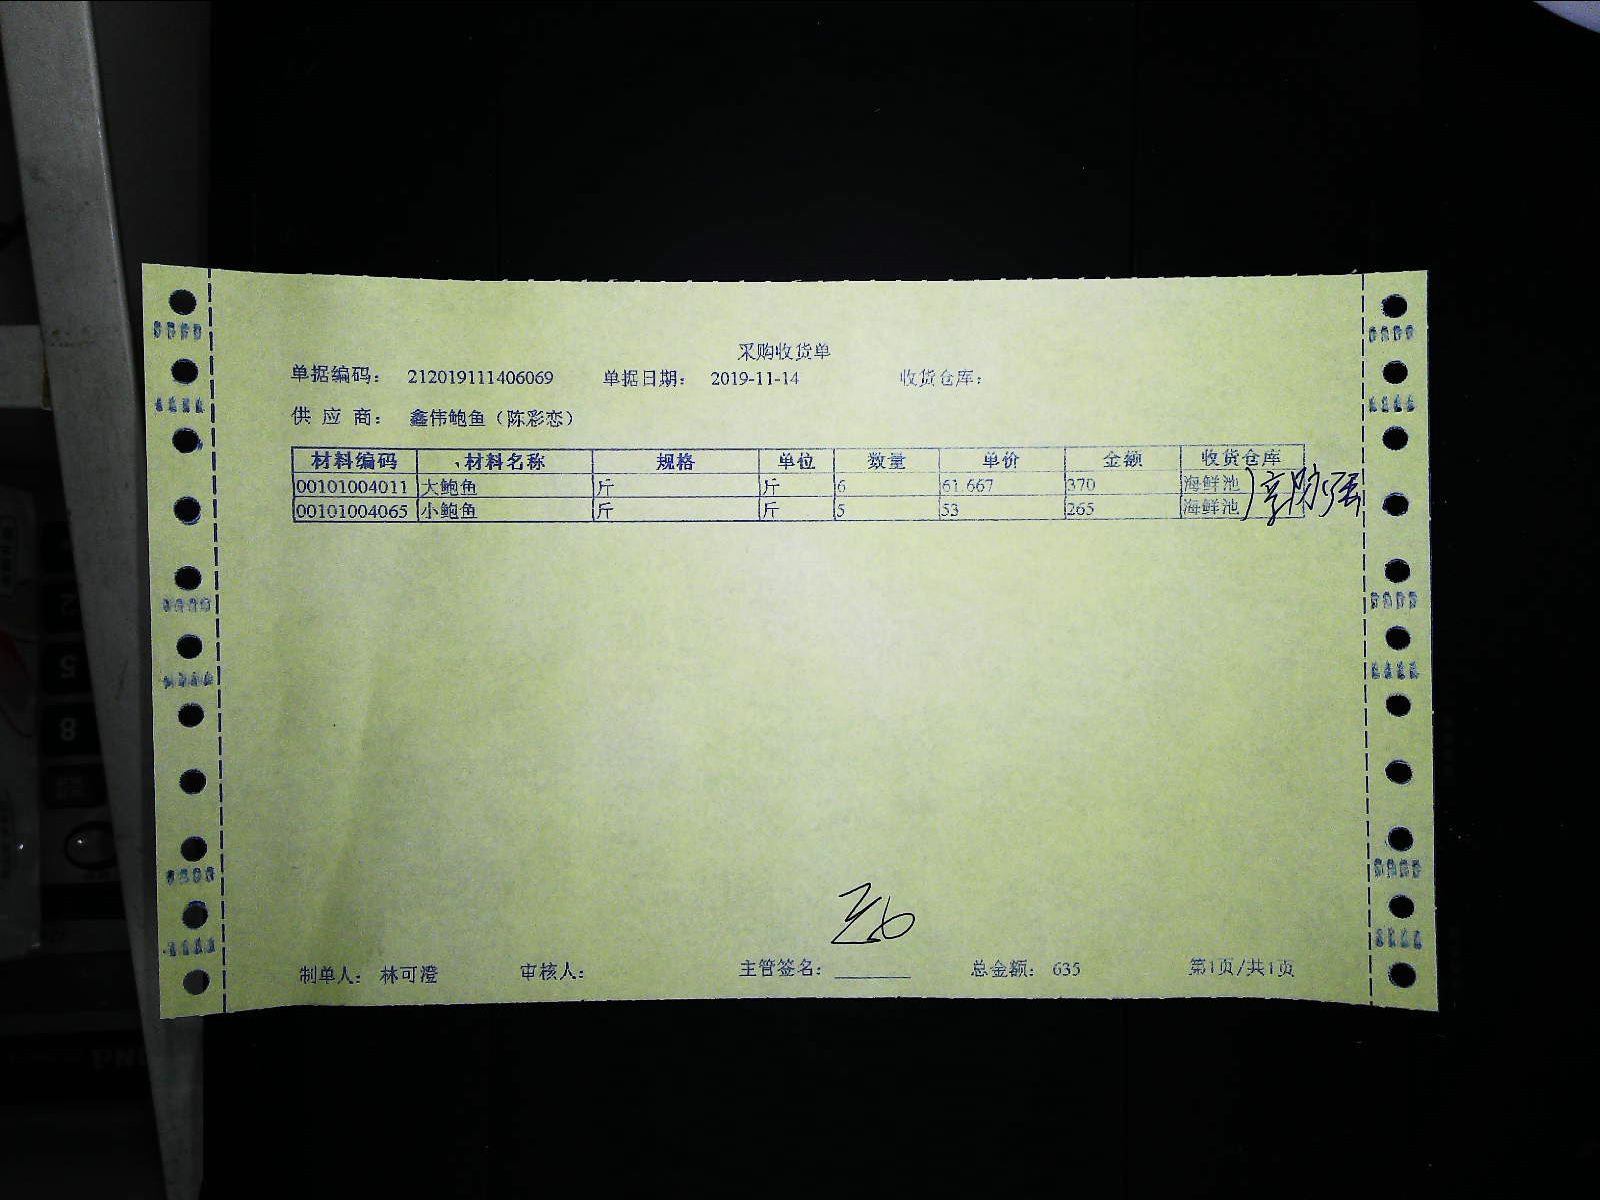 采购收货单
单据编码： 212019111406069 单据日期： 2019-11-14 收货仓库：
供 应 商： 鑫伟鲍鱼（陈彩恋）
材料编码 材料名称 规格 单位 数量 单价 金额 收货仓库
00101004011 大鲍鱼 斤 斤 6 61.667 370 海鲜池
00101004065 小鲍鱼 斤 斤 5 53 265 海鲜池
制单人： 林可澄 审核人： 主管签名： 总金额： 635 第1页/共1页